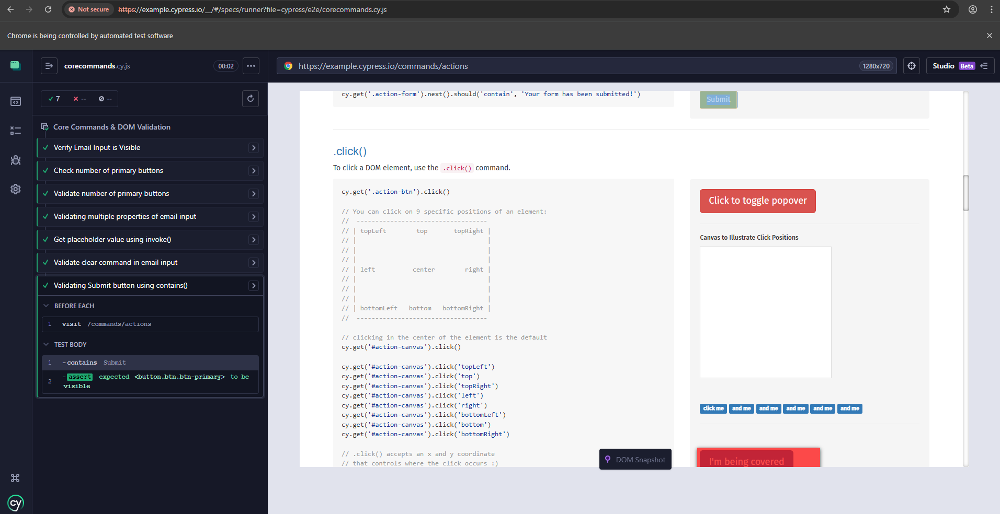 Not secure https://example.cypress.io/__/#/specs/runner?file=cypress/e2e/corecommands.cy.js
Chrome is being controlled by automated test software
corecommands.cy.js 00:02
7 -- --
Core Commands & DOM Validation
Verify Email Input is Visible
Check number of primary buttons
Validate number of primary buttons
Validating multiple properties of email input
Get placeholder value using invoke()
Validate clear command in email input
Validating Submit button using contains()
BEFORE EACH
1 visit /commands/actions
TEST BODY
1 -contains Submit
2 -assert expected <button.btn.btn-primary> to be
visible
cy
https://example.cypress.io/commands/actions 1280x720 Studio Beta
cy.get('.action-form').next().should('contain', 'Your form has been submitted!')
Submit
.click()
To click a DOM element, use the .click() command.
cy.get('.action-btn').click()
// You can click on 9 specific positions of an element:
//  -----------------------------------
// | topLeft        top       topRight |
// |                                   |
// |                                   |
// |                                   |
// | left          center        right |
// |                                   |
// |                                   |
// |                                   |
// | bottomLeft   bottom   bottomRight |
//  -----------------------------------
// clicking in the center of the element is the default
cy.get('#action-canvas').click()
cy.get('#action-canvas').click('topLeft')
cy.get('#action-canvas').click('top')
cy.get('#action-canvas').click('topRight')
cy.get('#action-canvas').click('left')
cy.get('#action-canvas').click('right')
cy.get('#action-canvas').click('bottomLeft')
cy.get('#action-canvas').click('bottom')
cy.get('#action-canvas').click('bottomRight')
// .click() accepts an x and y coordinate
// that controls where the click occurs :)
Click to toggle popover
Canvas to Illustrate Click Positions
click me and me and me and me and me and me
I'm being covered
DOM Snapshot